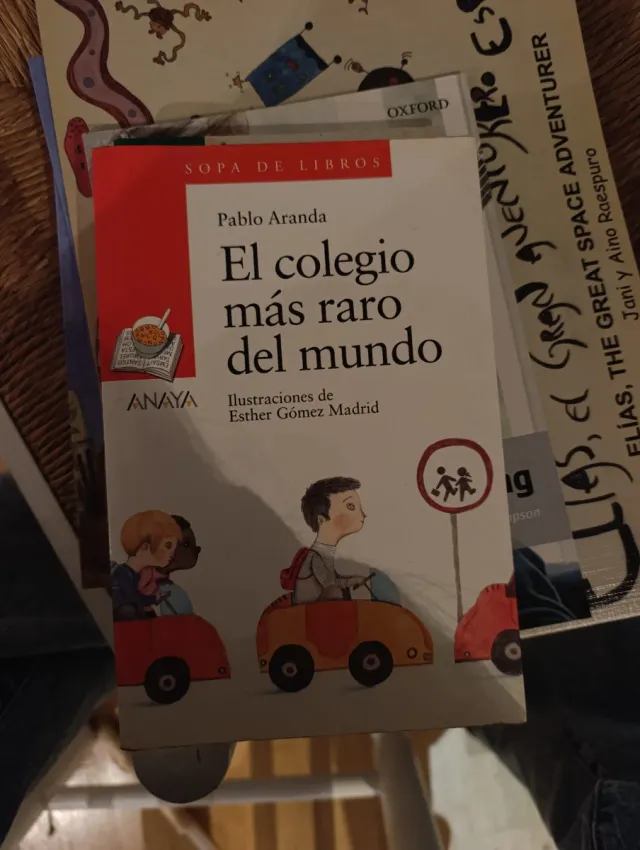 OXFORD
SOPA DE LIBROS
Pablo Aranda
El colegio
más raro
del mundo
Ilustraciones de
Esther Gómez Madrid
ANAYA
ELÍAS, THE GREAT SPACE ADVENTURER
Jani y Aino Raespuro